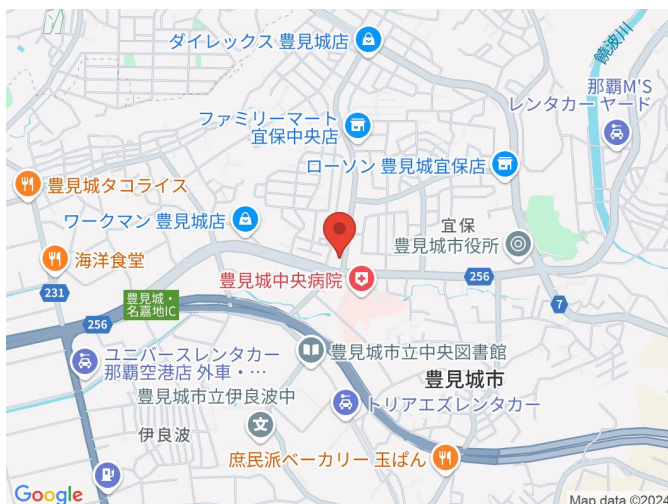 ダイレックス 豊見城店
饒波川
那覇M'S
レンタカー ヤード
ファミリーマート
宜保中央店
ローソン 豊見城宜保店
豊見城タコライス
ワークマン 豊見城店
宜保
豊見城市役所
海洋食堂
豊見城中央病院
256
231
豊見城・
名嘉地IC
7
256
ユニバースレンタカー
那覇空港店 外車・…
豊見城市立中央図書館
豊見城市
豊見城市立伊良波中
トリアエズレンタカー
伊良波
文
庶民派ベーカリー 玉ぱん
Google
Map data ©2024